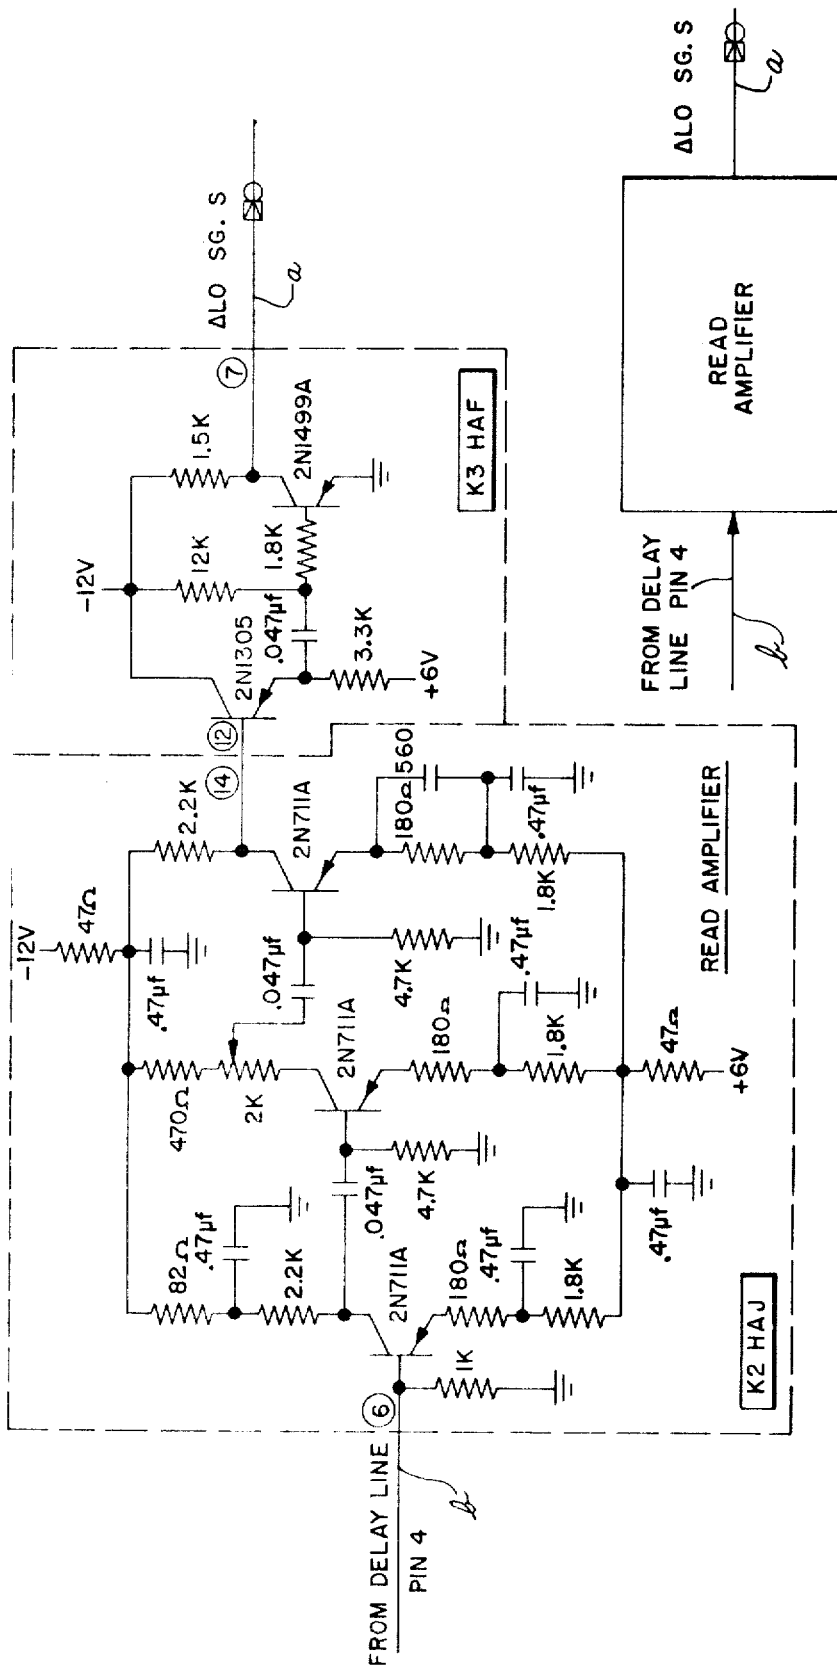 FROM DELAY LINE
PIN 4
b
6
1K
2N711A
82Ω
.47µf
2.2K
180Ω
.47µf
1.8K
.047µf
4.7K
.47µf
470Ω
2K
2N711A
180Ω
.47µf
1.8K
47Ω
+6V
-12V
47Ω
.47µf
.047µf
4.7K
2.2K
2N711A
180Ω
560
.47µf
1.8K
14
K2 HAJ
READ AMPLIFIER
12
2N1305
-12V
12K
1.5K
.047µf
1.8K
3.3K
+6V
2N1499A
7
K3 HAF
ΔLO SG. S
a
FROM DELAY
LINE PIN 4
b
READ
AMPLIFIER
ΔLO SG. S
a